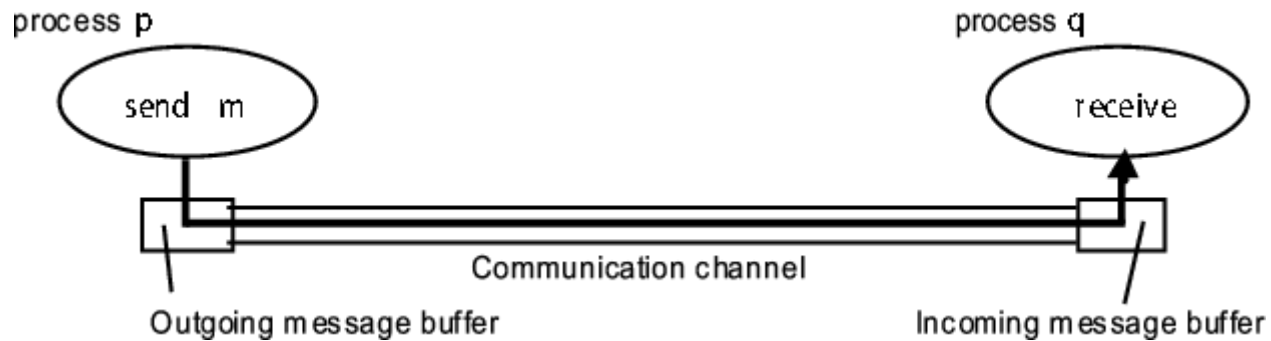 process p
process q
send m
receive
Communication channel
Outgoing message buffer
Incoming message buffer